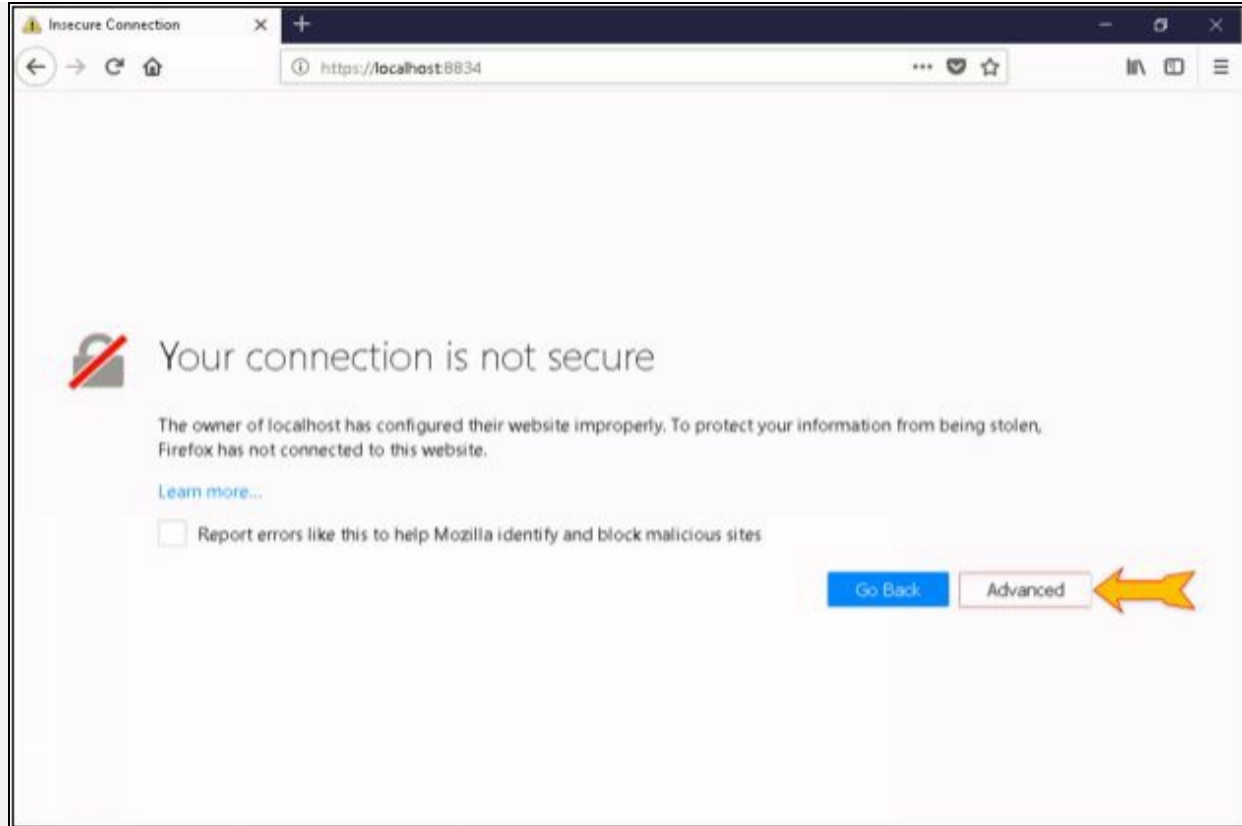 Insecure Connection
https://localhost:8834
Your connection is not secure
The owner of localhost has configured their website improperly. To protect your information from being stolen,
Firefox has not connected to this website.
Learn more...
Report errors like this to help Mozilla identify and block malicious sites
Go Back
Advanced